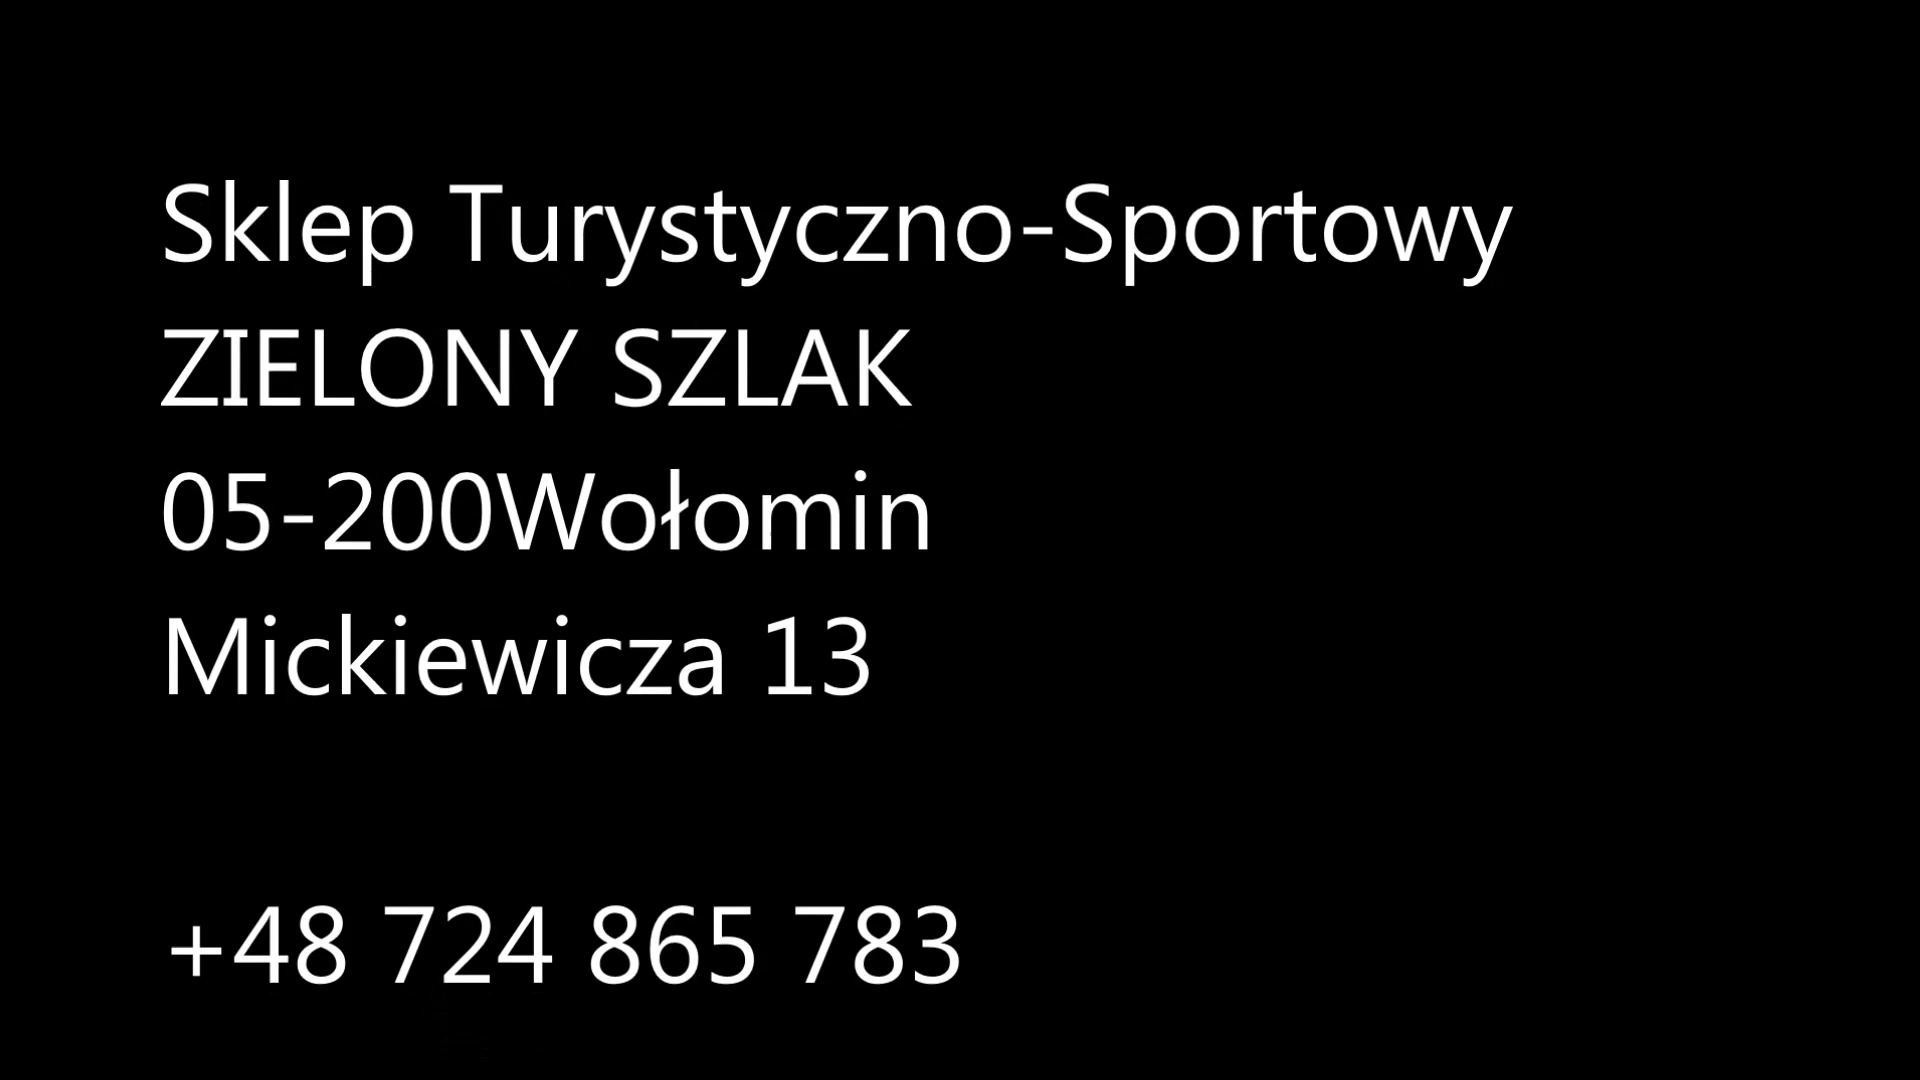 Sklep Turystyczno-Sportowy
ZIELONY SZLAK
05-200Wołomin
Mickiewicza 13
+48 724 865 783